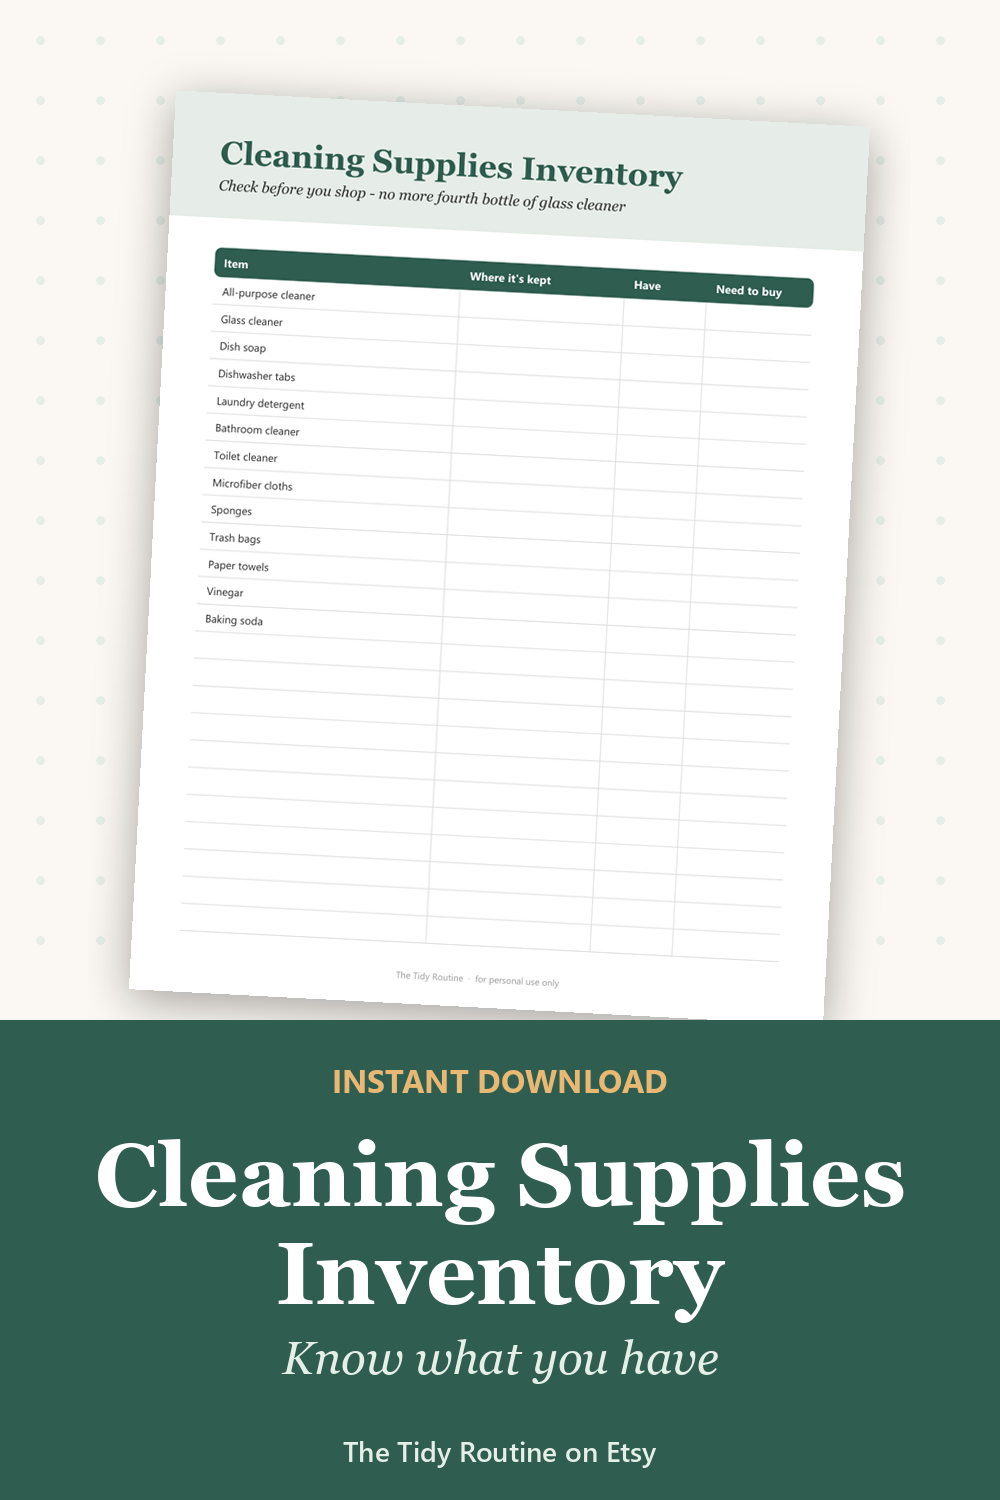 Cleaning Supplies Inventory
Check before you shop - no more fourth bottle of glass cleaner
Item Where it's kept Have Need to buy
All-purpose cleaner
Glass cleaner
Dish soap
Dishwasher tabs
Laundry detergent
Bathroom cleaner
Toilet cleaner
Microfiber cloths
Sponges
Trash bags
Paper towels
Vinegar
Baking soda
The Tidy Routine · for personal use only
INSTANT DOWNLOAD
Cleaning Supplies
Inventory
Know what you have
The Tidy Routine on Etsy